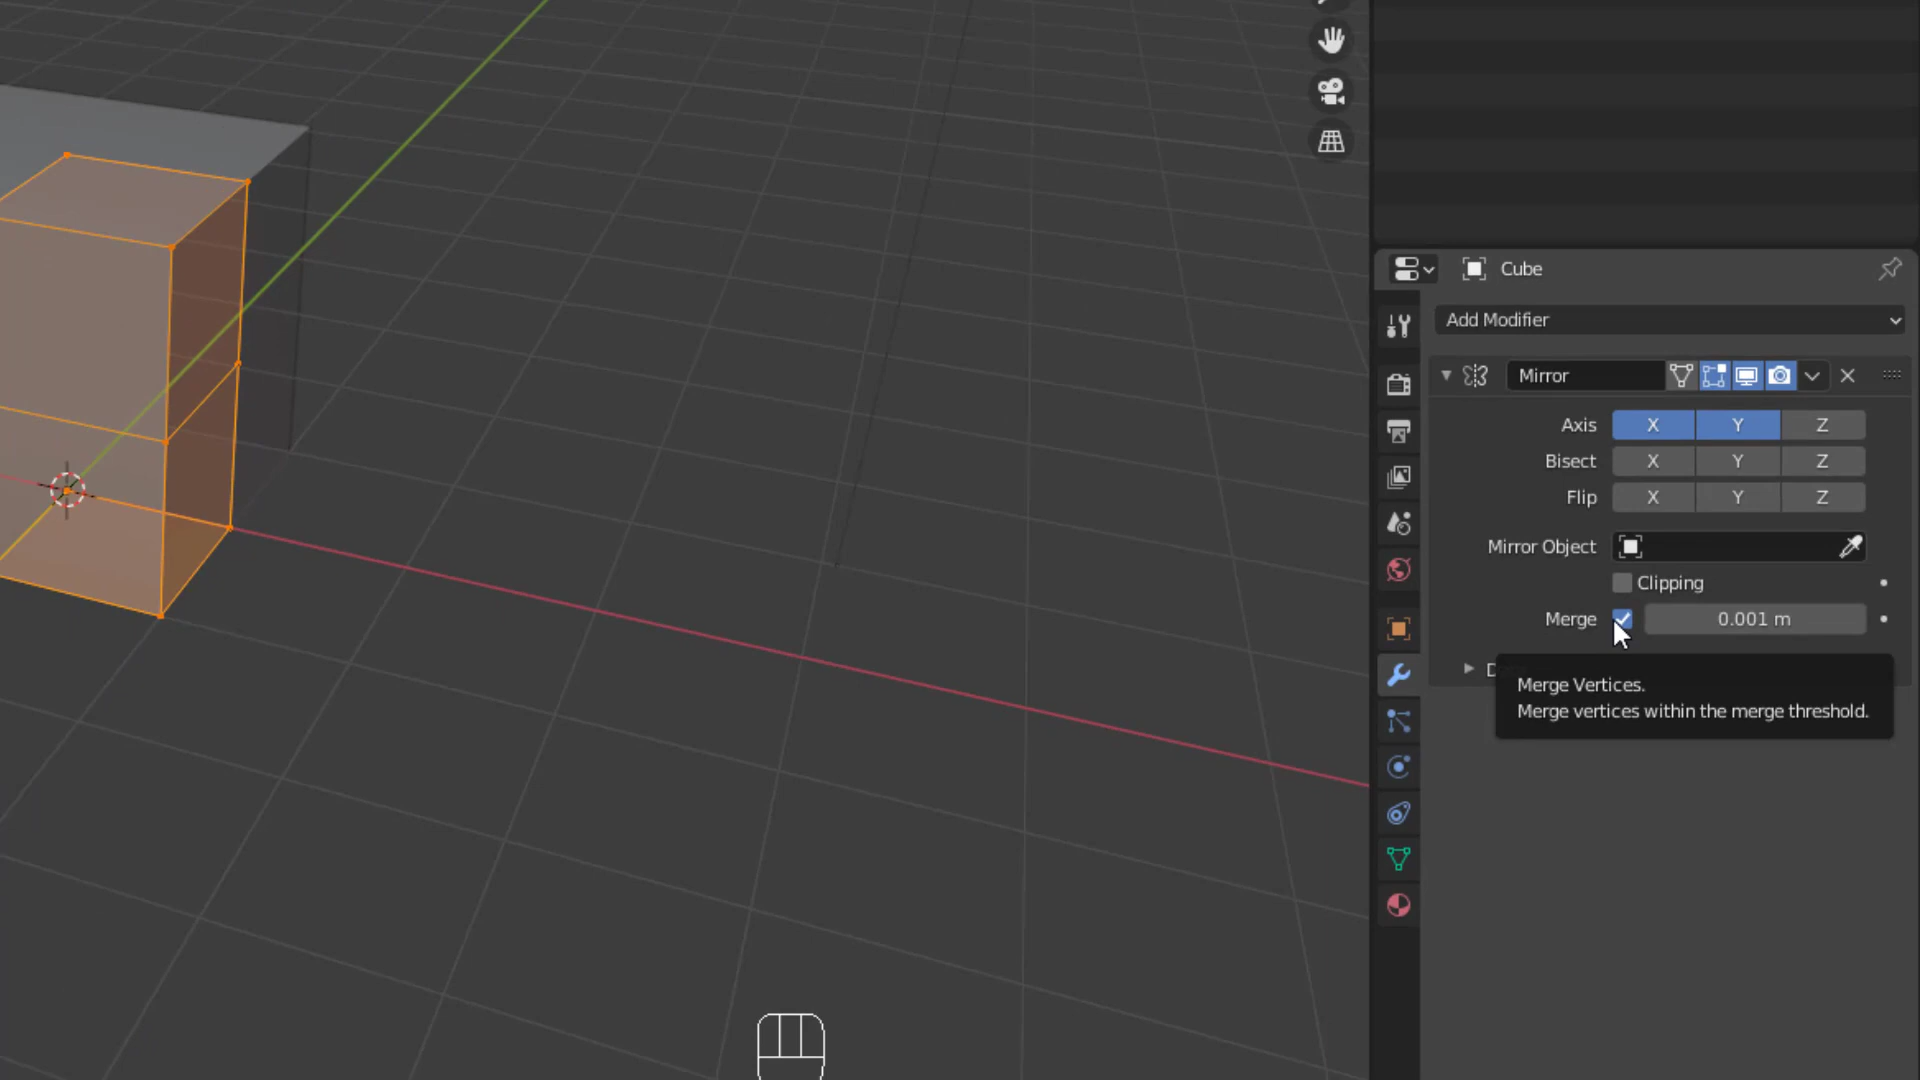 Cube
Add Modifier
Mirror
Axis X Y Z
Bisect X Y Z
Flip X Y Z
Mirror Object
Clipping
Merge 0.001 m
D
Merge Vertices.
Merge vertices within the merge threshold.